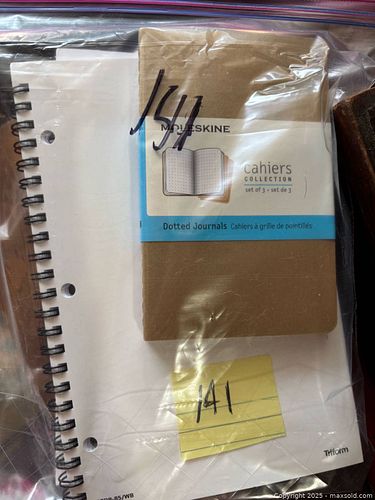 141
MOLESKINE
cahiers
COLLECTION
set of 3 • set de 3
Dotted Journals Cahiers à grille de pointillés
141
Triform
Copyright 2025 - maxsold.com